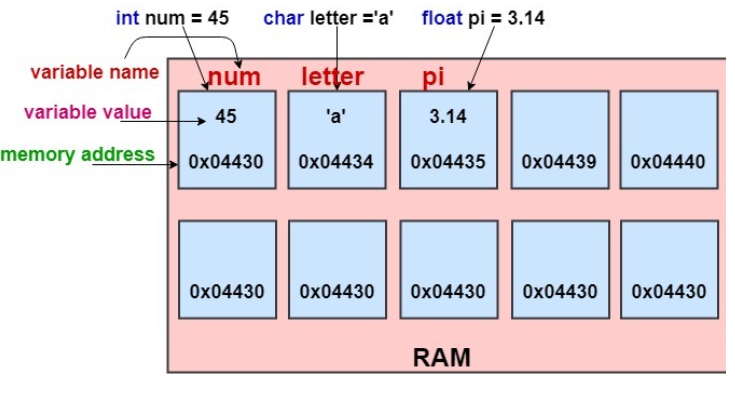 int num = 45 char letter ='a' float pi = 3.14
variable name num letter pi
variable value 45 'a' 3.14
memory address 0x04430 0x04434 0x04435 0x04439 0x04440
0x04430 0x04430 0x04430 0x04430 0x04430
RAM